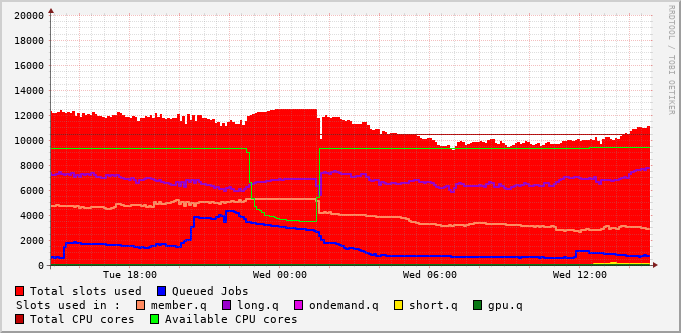 RRDTOOL / TOBI OETIKER
20000
18000
16000
14000
12000
10000
8000
6000
4000
2000
0
Tue 18:00 Wed 00:00 Wed 06:00 Wed 12:00
Total slots used Queued Jobs
Slots used in : member.q long.q ondemand.q short.q gpu.q
Total CPU cores Available CPU cores